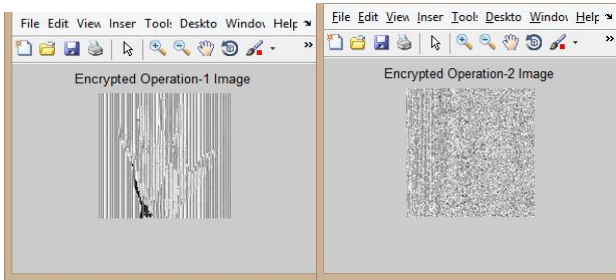 File Edit View Inser Tool: Deskto Windov Help
Encrypted Operation-1 Image
File Edit View Inser Tool: Deskto Windov Help
Encrypted Operation-2 Image